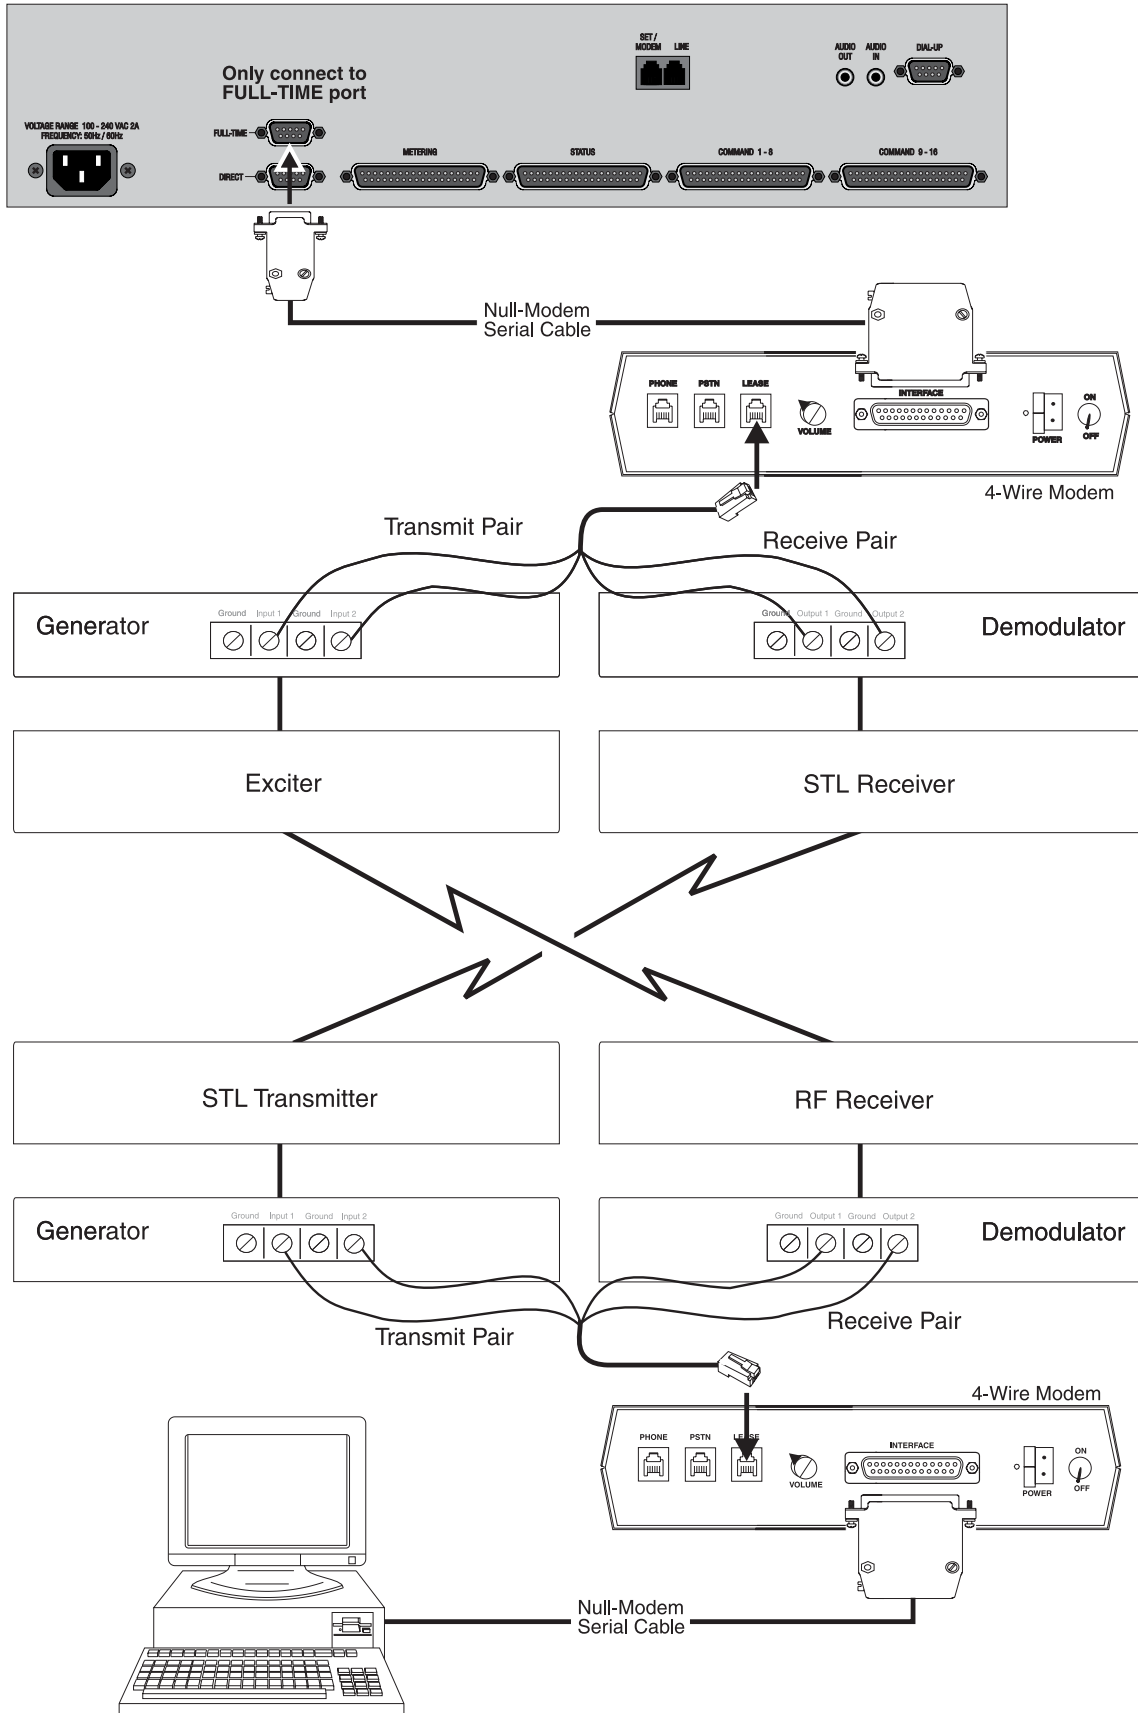 SET /
MODEM LINE
AUDIO
OUT
AUDIO
IN
DIAL-UP
Only connect to
FULL-TIME port
VOLTAGE RANGE 100 - 240 VAC 2A
FREQUENCY: 50Hz / 60Hz
FULL-TIME
DIRECT
METERING
STATUS
COMMAND 1 - 8
COMMAND 9 - 16
Null-Modem
Serial Cable
PHONE
PSTN
LEASE
VOLUME
INTERFACE
POWER
ON
OFF
4-Wire Modem
Transmit Pair
Receive Pair
Generator
Ground Input 1 Ground Input 2
Ground Output 1 Ground Output 2
Demodulator
Exciter
STL Receiver
STL Transmitter
RF Receiver
Generator
Ground Input 1 Ground Input 2
Ground Output 1 Ground Output 2
Demodulator
Transmit Pair
Receive Pair
4-Wire Modem
PHONE
PSTN
LEASE
VOLUME
INTERFACE
POWER
ON
OFF
Null-Modem
Serial Cable